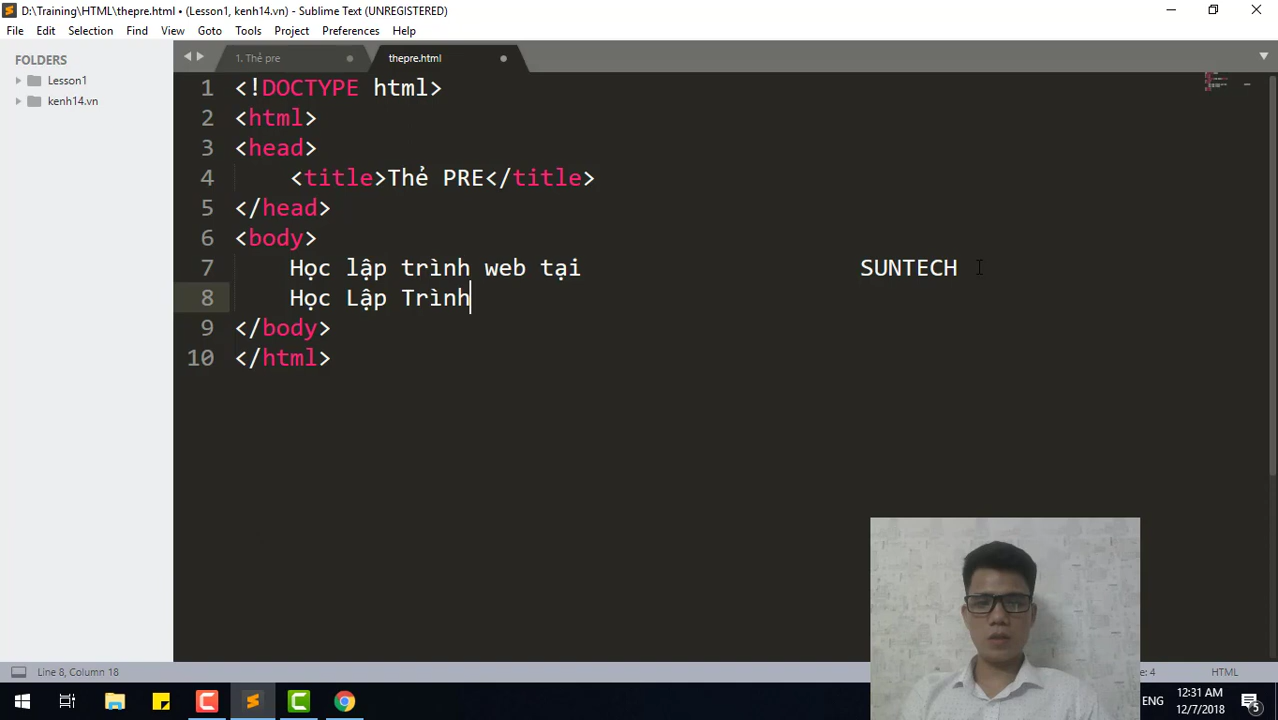 D:\Training\HTML\thepre.html • (Lesson1, kenh14.vn) - Sublime Text (UNREGISTERED)
File Edit Selection Find View Goto Tools Project Preferences Help
FOLDERS
Lesson1
kenh14.vn
1. Thẻ pre
thepre.html
1 <!DOCTYPE html>
2 <html>
3 <head>
4 <title>Thẻ PRE</title>
5 </head>
6 <body>
7 Học lập trình web tại SUNTECH
8 Học Lập Trình
9 </body>
10 </html>
Line 8, Column 18
: 4
HTML
ENG
12:31 AM
12/7/2018
5